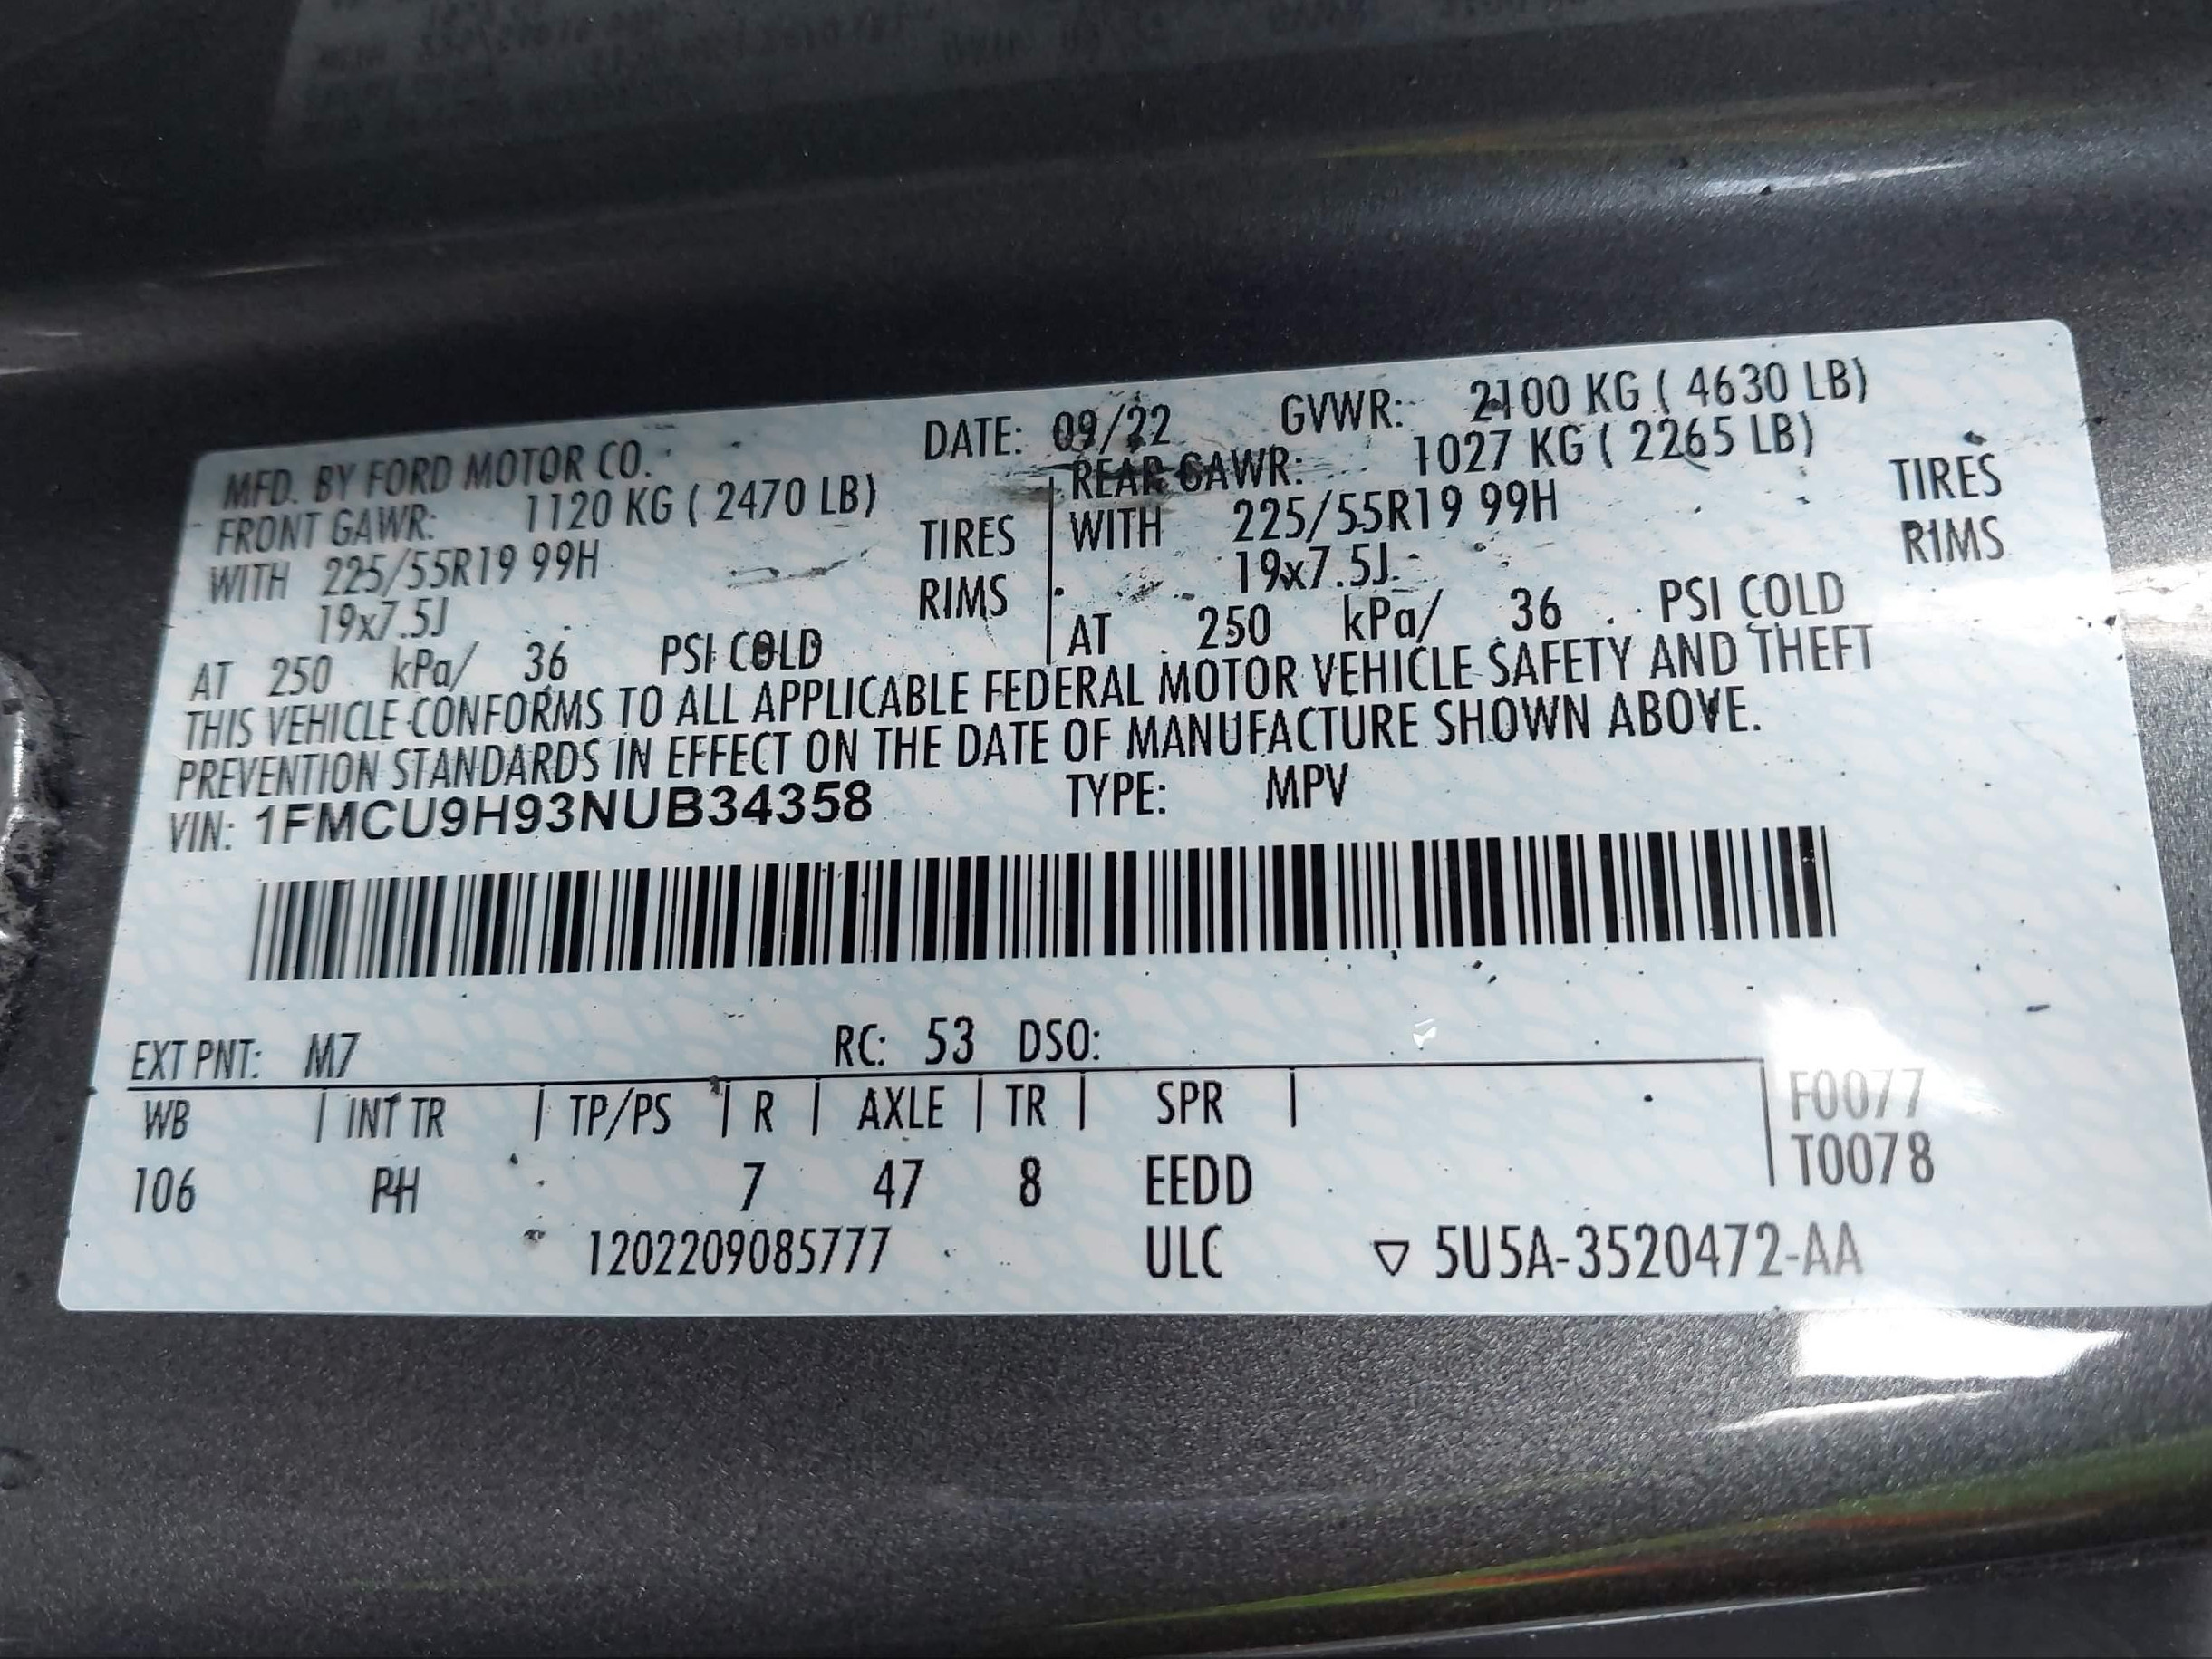 MFD. BY FORD MOTOR CO. DATE: 09/22 GVWR: 2100 KG ( 4630 LB)
FRONT GAWR: 1120 KG ( 2470 LB) REAR GAWR: 1027 KG ( 2265 LB)
WITH 225/55R19 99H TIRES WITH 225/55R19 99H TIRES
19x7.5J RIMS 19x7.5J RIMS
AT 250 kPa/ 36 PSI COLD AT 250 kPa/ 36 PSI COLD
THIS VEHICLE CONFORMS TO ALL APPLICABLE FEDERAL MOTOR VEHICLE SAFETY AND THEFT
PREVENTION STANDARDS IN EFFECT ON THE DATE OF MANUFACTURE SHOWN ABOVE.
VIN: 1FMCU9H93NUB34358 TYPE: MPV
EXT PNT: M7 RC: 53 DSO:
WB | INT TR | TP/PS | R | AXLE | TR | SPR | F0077
T0078
106 PH 7 47 8 EEDD
1202209085777 ULC ▽ 5U5A-3520472-AA